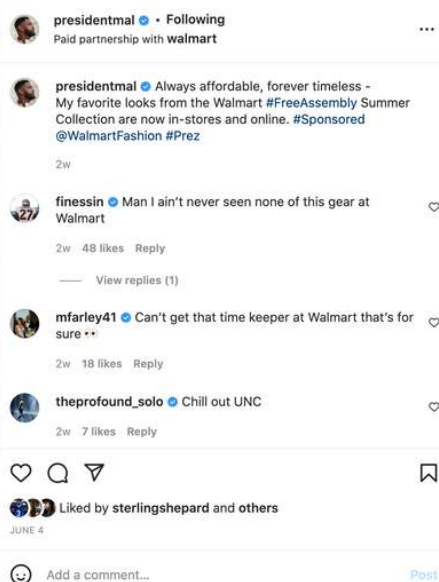 presidentmal • Following
Paid partnership with walmart
presidentmal Always affordable, forever timeless -
My favorite looks from the Walmart #FreeAssembly Summer
Collection are now in-stores and online. #Sponsored
@WalmartFashion #Prez
2w
finessin Man I ain't never seen none of this gear at
Walmart
2w 48 likes Reply
View replies (1)
mfarley41 Can't get that time keeper at Walmart that's for
sure 👀
2w 18 likes Reply
theprofound_solo Chill out UNC
2w 7 likes Reply
Liked by sterlingshepard and others
JUNE 4
Add a comment...
Post